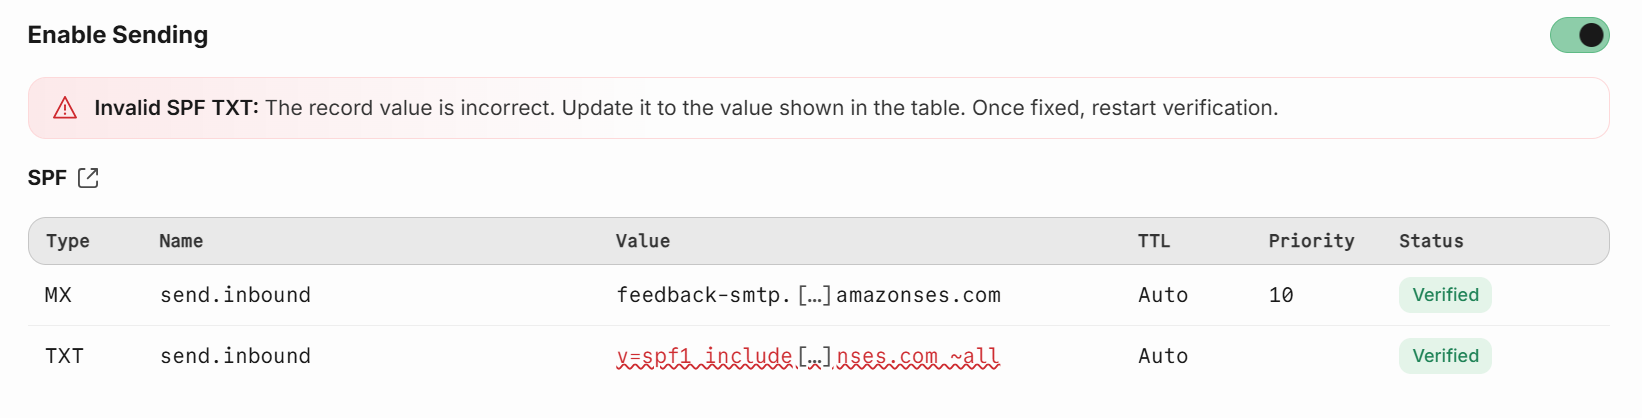 Enable Sending
Invalid SPF TXT: The record value is incorrect. Update it to the value shown in the table. Once fixed, restart verification.
SPF
Type Name Value TTL Priority Status
MX send.inbound feedback-smtp.[...]amazonses.com Auto 10 Verified
TXT send.inbound v=spf1 include[...]nses.com ~all Auto Verified